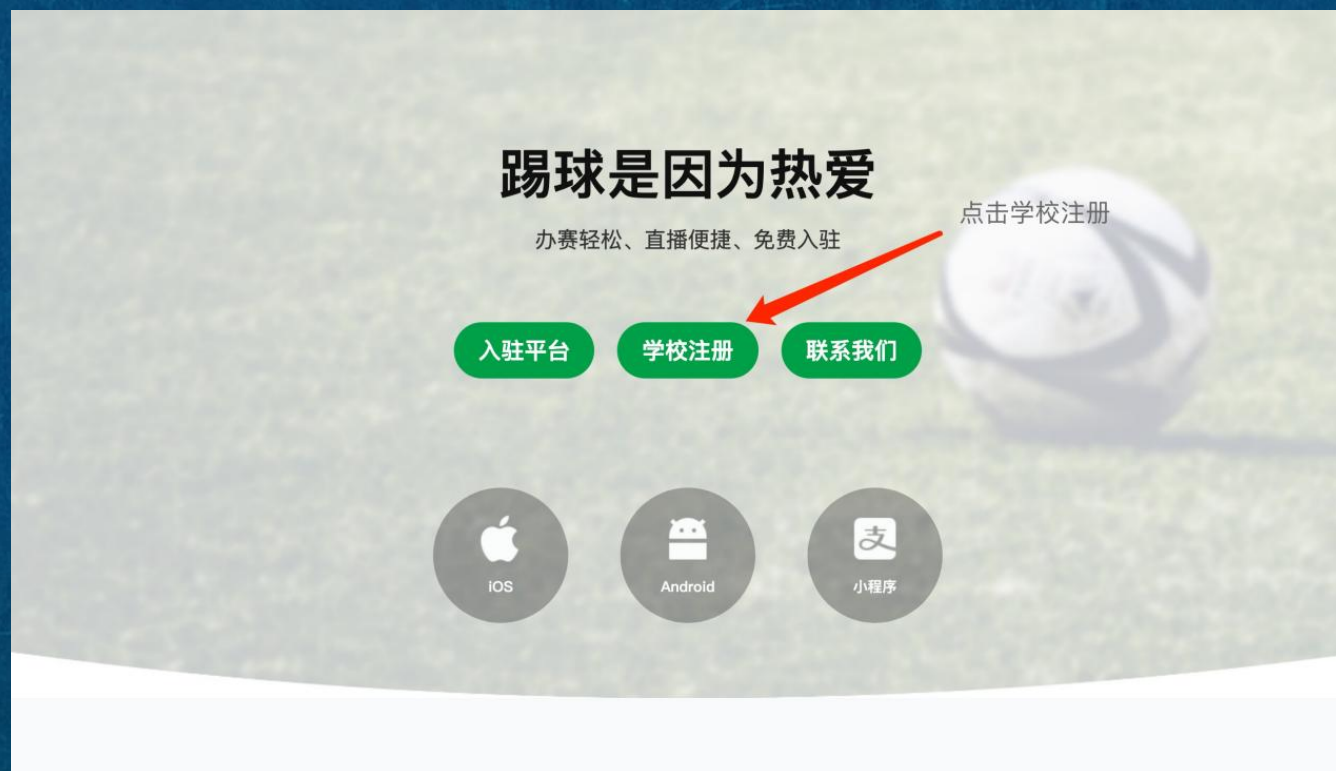 踢球是因为热爱
点击学校注册
办赛轻松、直播便捷、免费入驻
入驻平台
学校注册
联系我们
支
iOS
Android
小程序